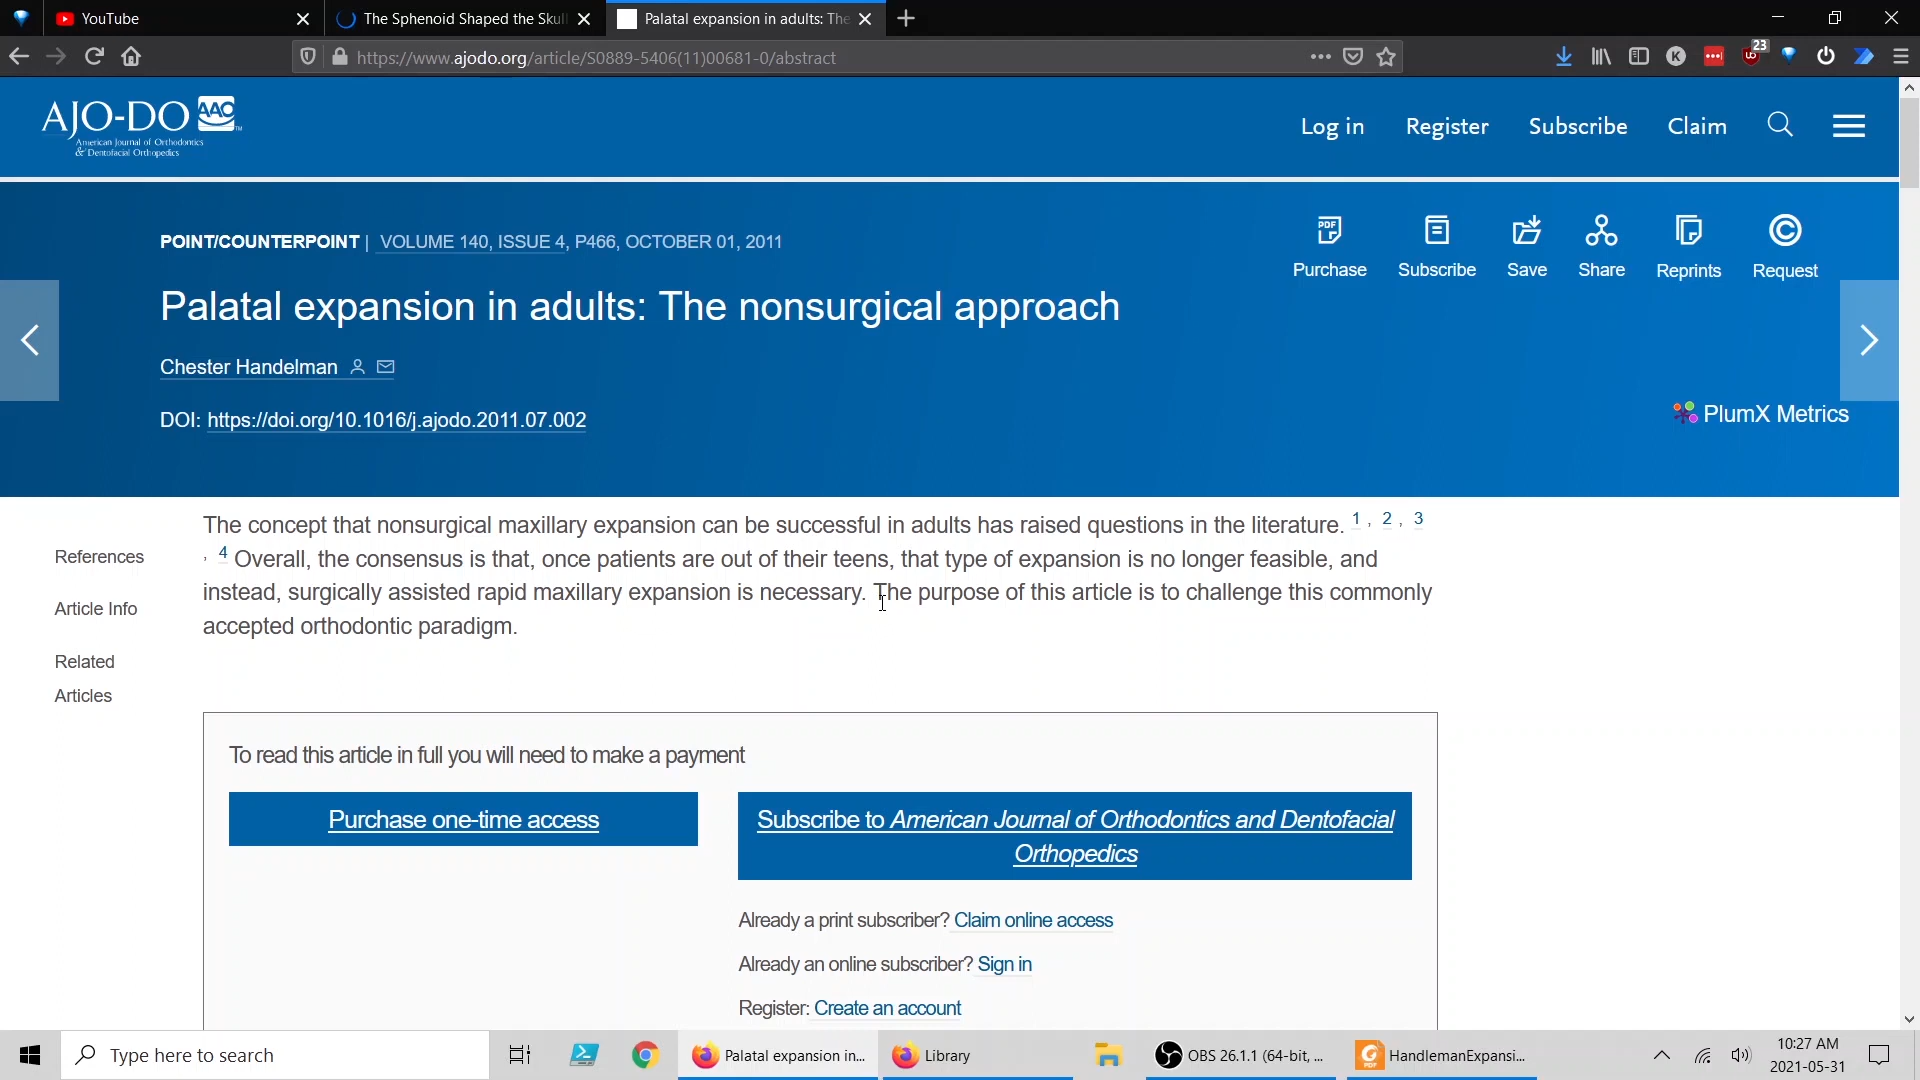 YouTube
The Sphenoid Shaped the Skul
Palatal expansion in adults: The
https://www.ajodo.org/article/S0889-5406(11)00681-0/abstract
23
AJO-DO AAO
American Journal of Orthodontics
& Dentofacial Orthopedics
Log in
Register
Subscribe
Claim
POINT/COUNTERPOINT | VOLUME 140, ISSUE 4, P466, OCTOBER 01, 2011
PDF
Purchase
Subscribe
Save
Share
Reprints
Request
Palatal expansion in adults: The nonsurgical approach
Chester Handelman
DOI: https://doi.org/10.1016/j.ajodo.2011.07.002
PlumX Metrics
References
Article Info
Related
Articles
The concept that nonsurgical maxillary expansion can be successful in adults has raised questions in the literature. 1 , 2 , 3
, 4 Overall, the consensus is that, once patients are out of their teens, that type of expansion is no longer feasible, and
instead, surgically assisted rapid maxillary expansion is necessary. The purpose of this article is to challenge this commonly
accepted orthodontic paradigm.
To read this article in full you will need to make a payment
Purchase one-time access
Subscribe to American Journal of Orthodontics and Dentofacial
Orthopedics
Already a print subscriber? Claim online access
Already an online subscriber? Sign in
Register: Create an account
Type here to search
Palatal expansion in...
Library
OBS 26.1.1 (64-bit, ...
HandlemanExpansi...
10:27 AM
2021-05-31